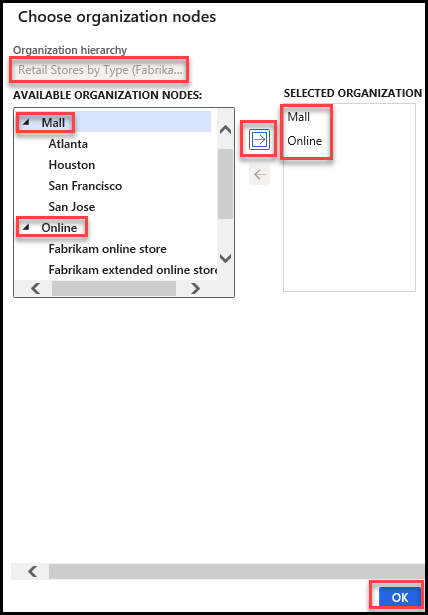 Choose organization nodes
Organization hierarchy
Retail Stores by Type (Fabrika...
AVAILABLE ORGANIZATION NODES:
SELECTED ORGANIZATION
Mall
Atlanta
Houston
San Francisco
San Jose
Online
Fabrikam online store
Fabrikam extended online store
Mall
Online
OK